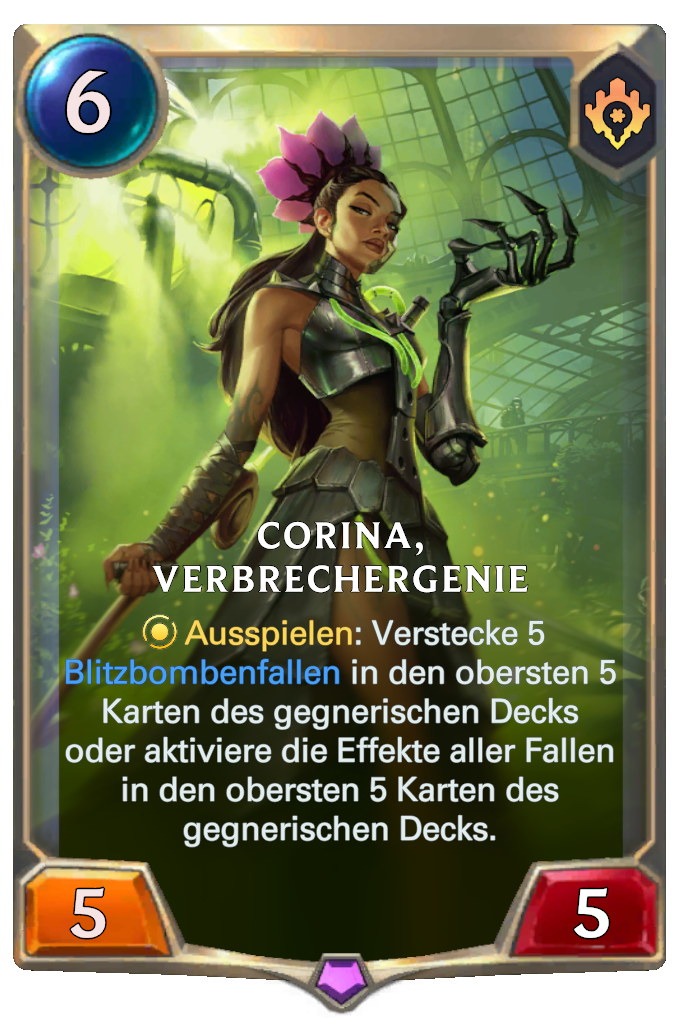 6
CORINA,
VERBRECHERGENIE
Ausspielen: Verstecke 5
Blitzbombenfallen in den obersten 5
Karten des gegnerischen Decks
oder aktiviere die Effekte aller Fallen
in den obersten 5 Karten des
gegnerischen Decks.
5
5